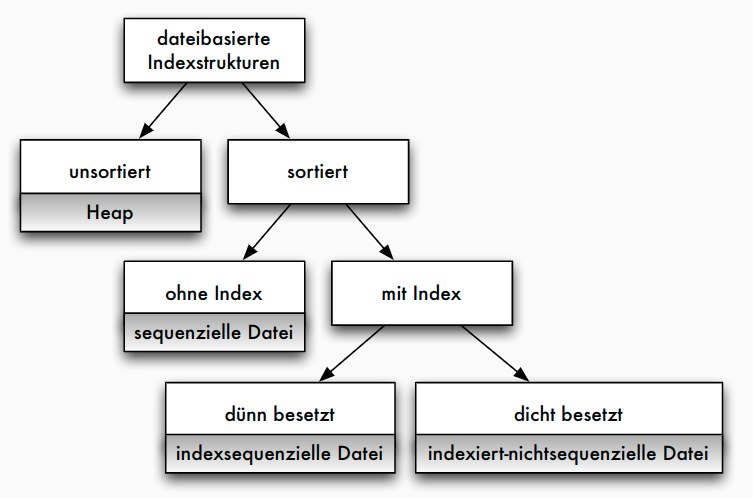 dateibasierte
Indexstrukturen
unsortiert
Heap
sortiert
ohne Index
sequenzielle Datei
mit Index
dünn besetzt
indexsequenzielle Datei
dicht besetzt
indexiert-nichtsequenzielle Datei